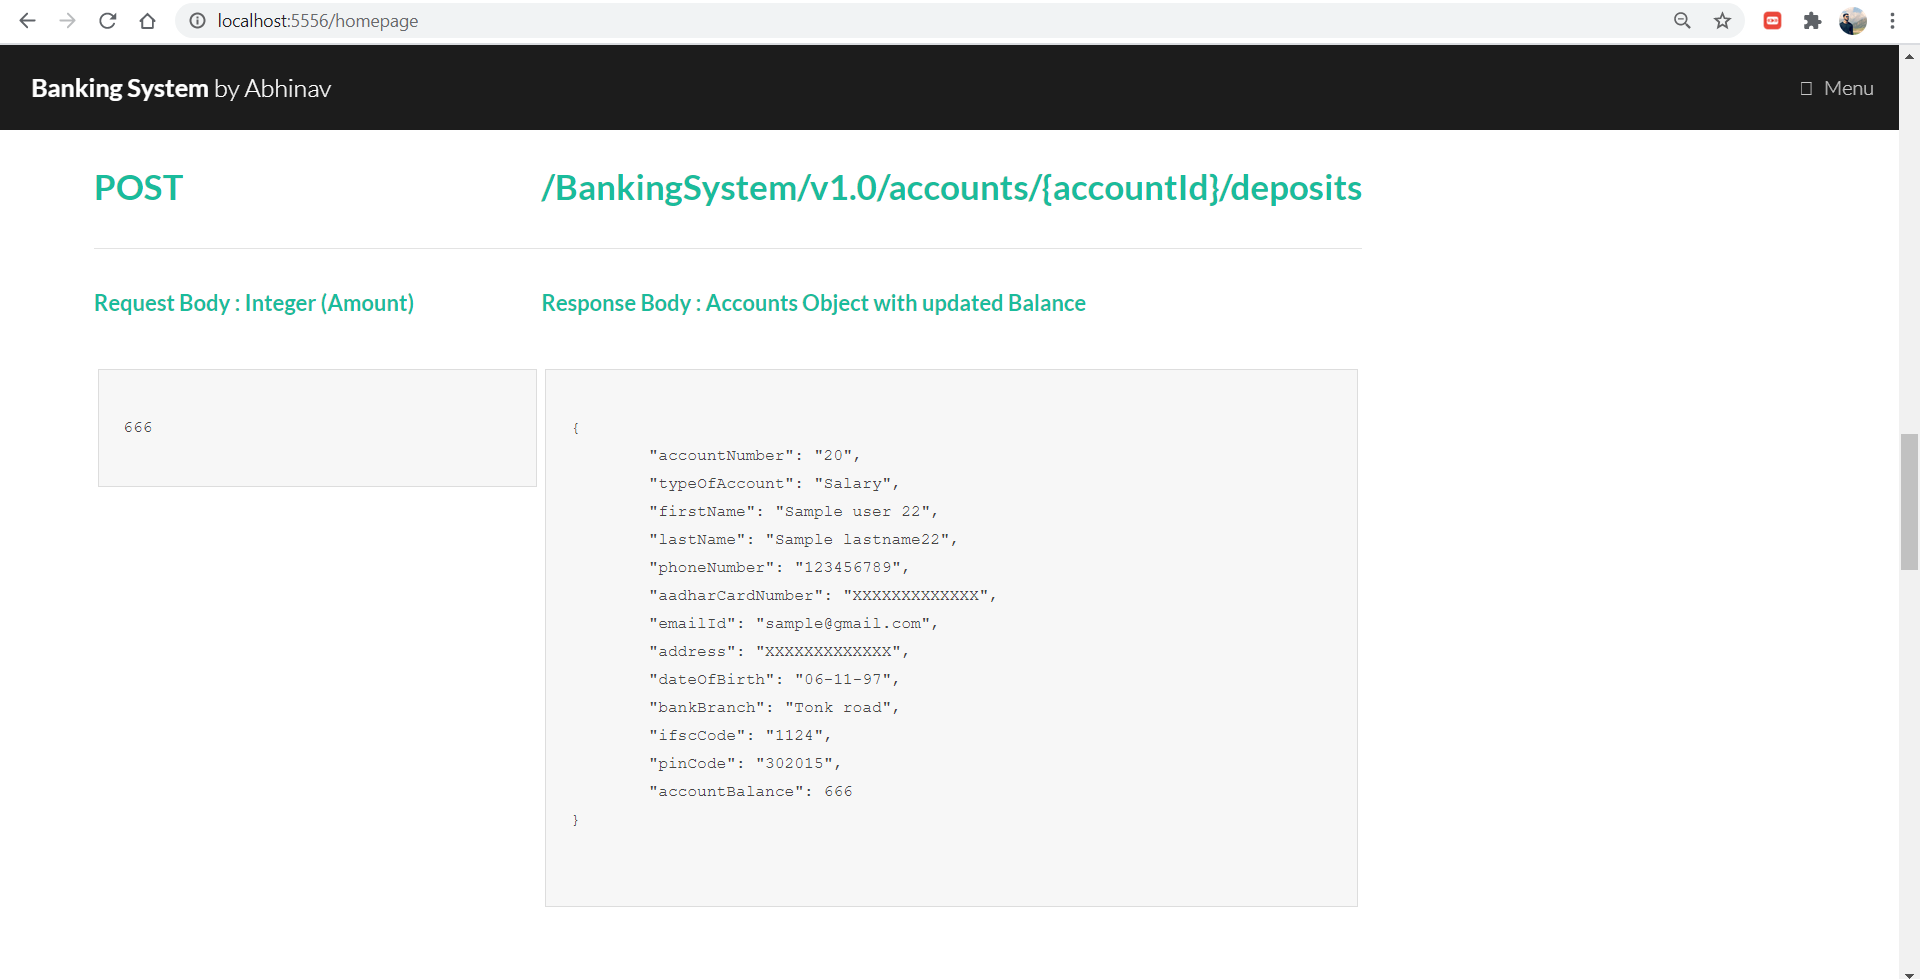 localhost:5556/homepage
Banking System by Abhinav
Menu
POST
/BankingSystem/v1.0/accounts/{accountId}/deposits
Request Body : Integer (Amount)
Response Body : Accounts Object with updated Balance
666
{
"accountNumber": "20",
"typeOfAccount": "Salary",
"firstName": "Sample user 22",
"lastName": "Sample lastname22",
"phoneNumber": "123456789",
"aadharCardNumber": "XXXXXXXXXXXXX",
"emailId": "sample@gmail.com",
"address": "XXXXXXXXXXXXX",
"dateOfBirth": "06-11-97",
"bankBranch": "Tonk road",
"ifscCode": "1124",
"pinCode": "302015",
"accountBalance": 666
}